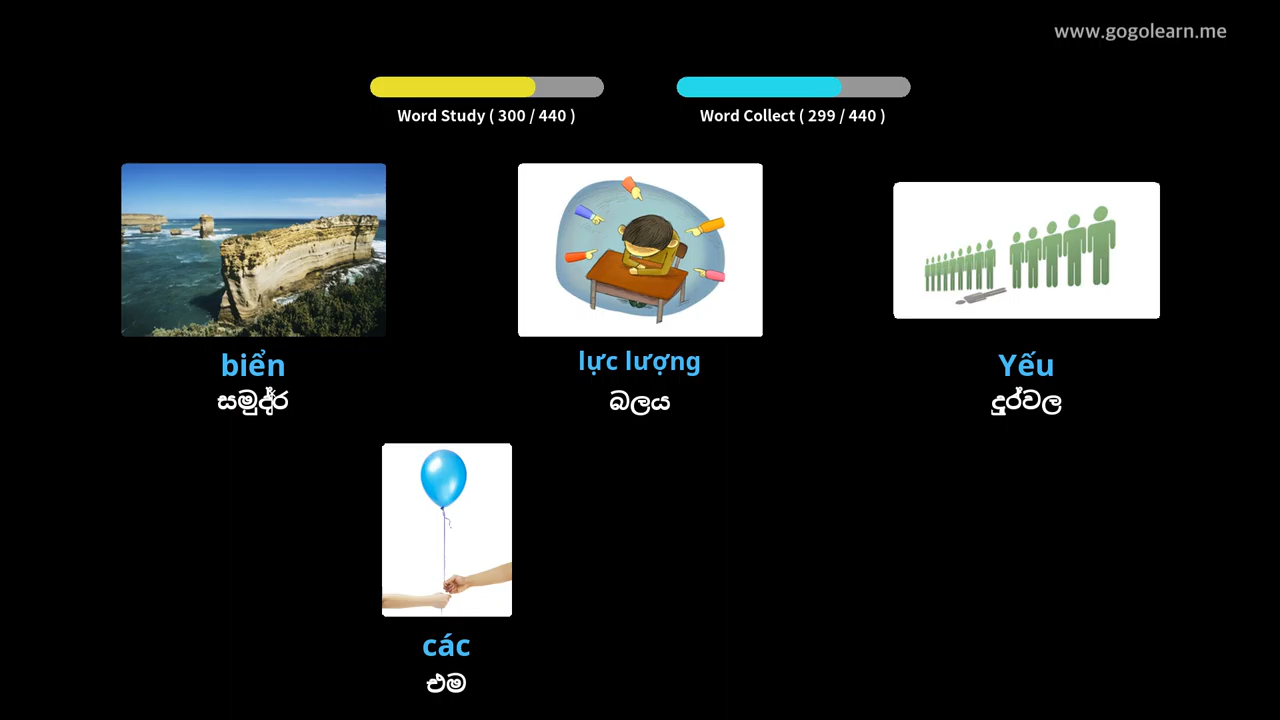 www.gogolearn.me
Word Study ( 300 / 440 )
Word Collect ( 299 / 440 )
biển
සමුද්‍ර
lực lượng
බලය
Yếu
දුර්වල
các
එම